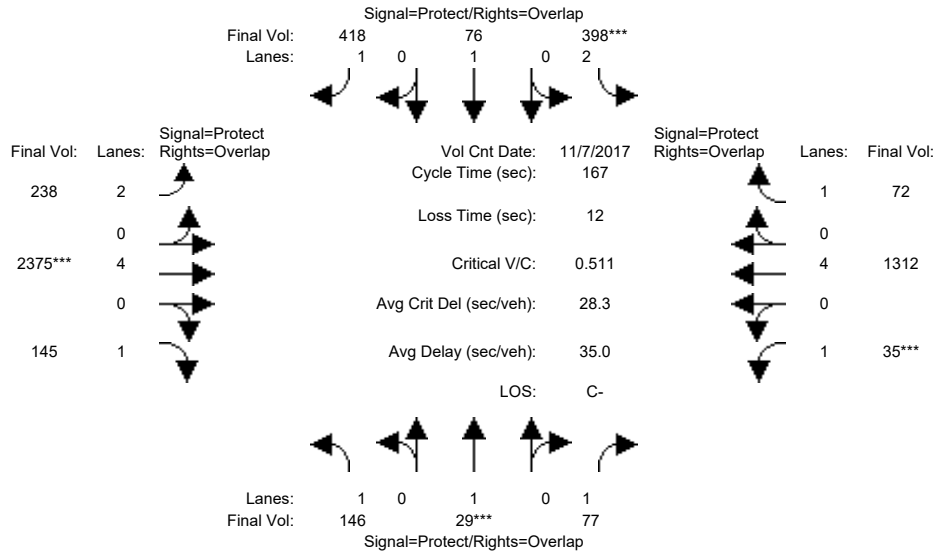 Signal=Protect/Rights=Overlap
Final Vol: 418 76 398***
Lanes: 1 0 1 0 2
Signal=Protect
Final Vol: Lanes: Rights=Overlap
Vol Cnt Date: 11/7/2017
Signal=Protect
Rights=Overlap Lanes: Final Vol:
Cycle Time (sec): 167
238 2
1 72
Loss Time (sec): 12
0
0
2375*** 4
Critical V/C: 0.511
4 1312
0
Avg Crit Del (sec/veh): 28.3
0
145 1
Avg Delay (sec/veh): 35.0
1 35***
LOS: C-
Lanes: 1 0 1 0 1
Final Vol: 146 29*** 77
Signal=Protect/Rights=Overlap